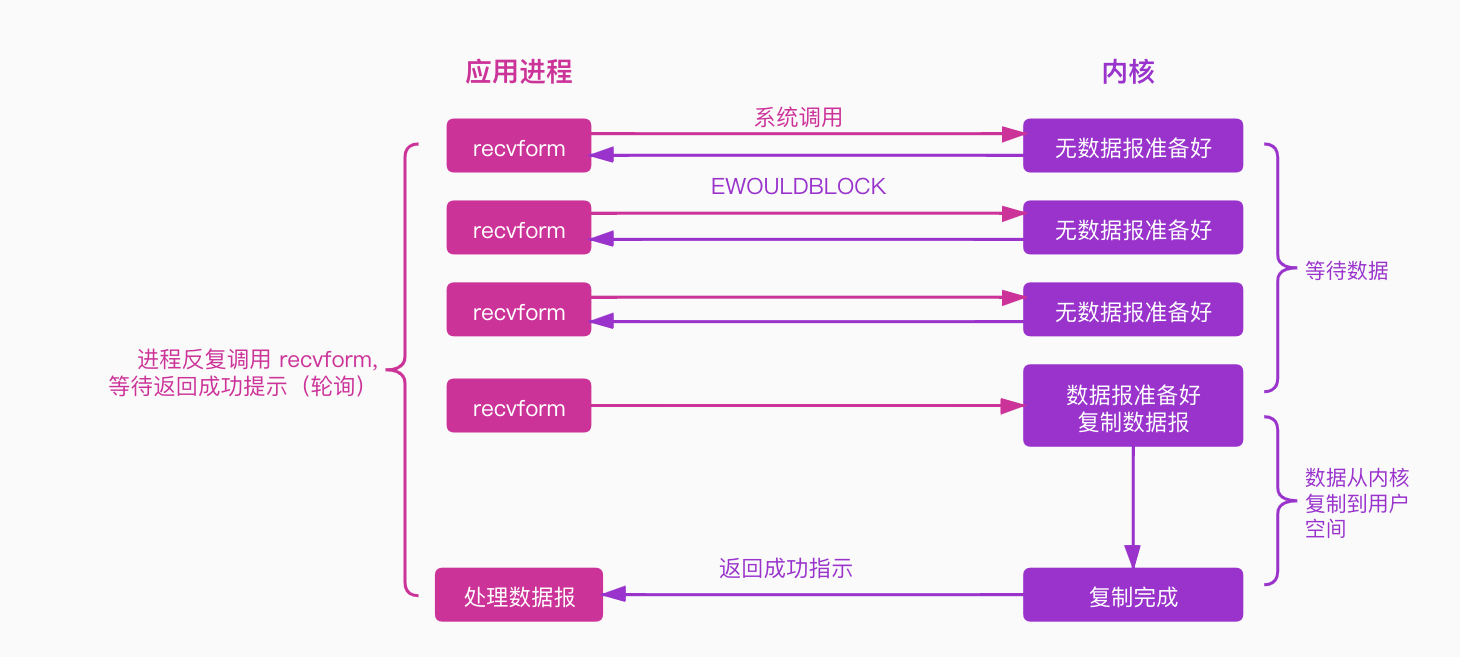 应用进程
内核
系统调用
recvform
无数据报准备好
EWOULDBLOCK
recvform
无数据报准备好
等待数据
recvform
无数据报准备好
进程反复调用 recvform,
等待返回成功提示（轮询）
recvform
数据报准备好
复制数据报
数据从内核
复制到用户
空间
返回成功指示
处理数据报
复制完成